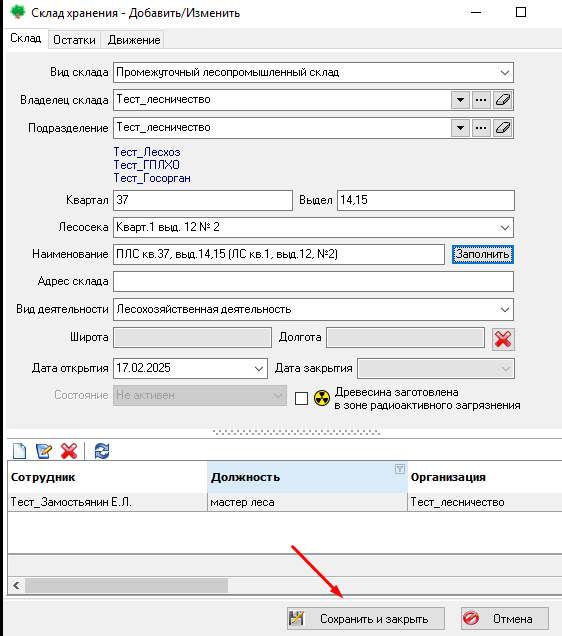 Склад хранения - Добавить/Изменить
Склад Остатки Движение
Вид склада Промежуточный лесопромышленный склад
Владелец склада Тест_лесничество
Подразделение Тест_лесничество
Тест_Лесхоз
Тест_ГПЛХО
Тест_Госорган
Квартал 37 Выдел 14,15
Лесосека Кварт.1 выд. 12 № 2
Наименование ПЛС кв.37, выд.14,15 (ЛС кв.1, выд.12, №2) Заполнить
Адрес склада
Вид деятельности Лесохозяйственная деятельность
Широта Долгота
Дата открытия 17.02.2025 Дата закрытия
Состояние Не активен Древесина заготовлена
в зоне радиоактивного загрязнения
Сотрудник Должность Организация
Тест_Замостьянин Е.Л. мастер леса Тест_лесничество
Сохранить и закрыть Отмена